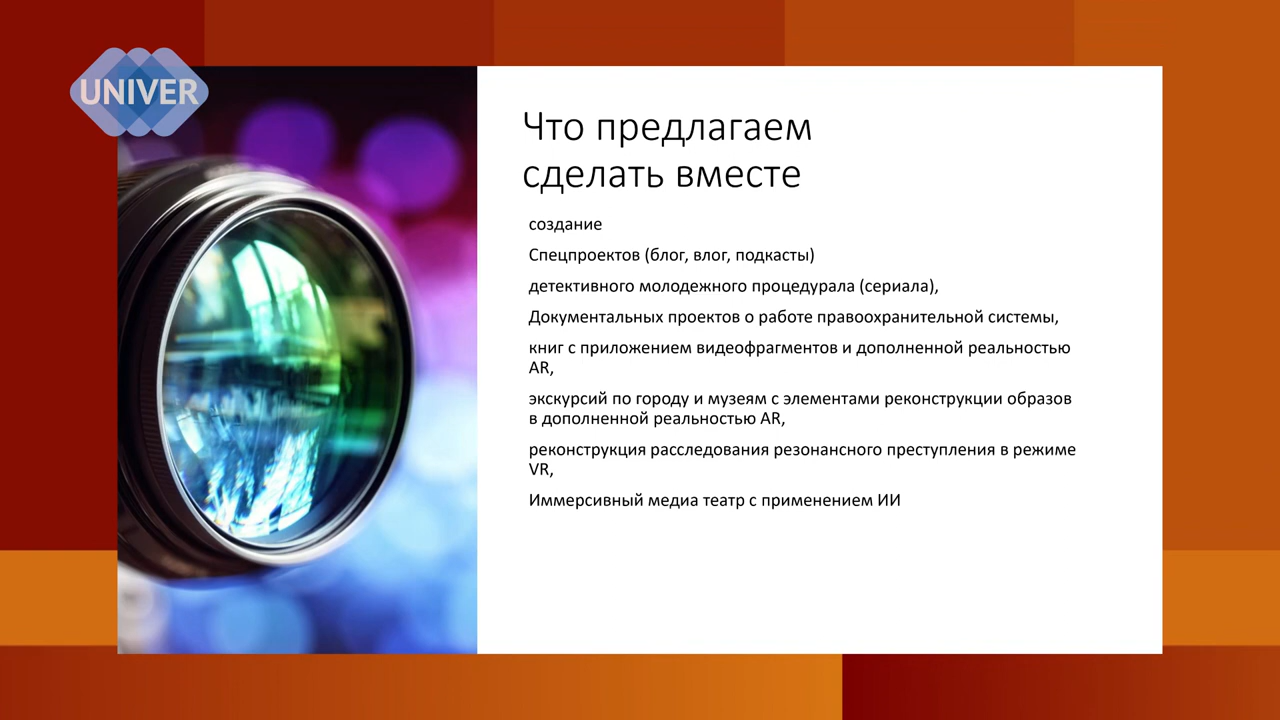 UNIVER
Что предлагаем
сделать вместе
создание
Спецпроектов (блог, влог, подкасты)
детективного молодежного процедурала (сериала),
Документальных проектов о работе правоохранительной системы,
книг с приложением видеофрагментов и дополненной реальностью
AR,
экскурсий по городу и музеям с элементами реконструкции образов
в дополненной реальностью AR,
реконструкция расследования резонансного преступления в режиме
VR,
Иммерсивный медиа театр с применением ИИ